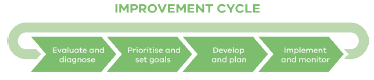 IMPROVEMENT CYCLE
Evaluate and
diagnose
Prioritise and
set goals
Develop
and plan
Implement
and monitor